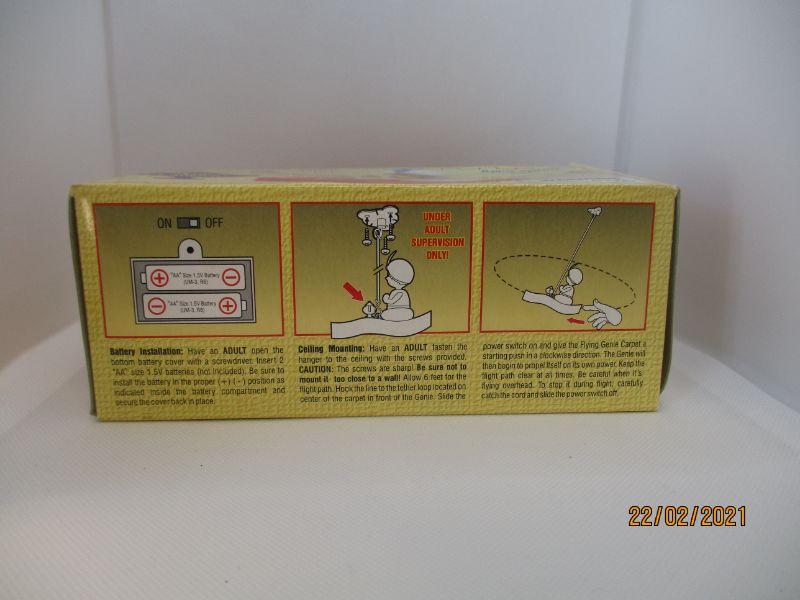 ON OFF
"AA" Size 1.5V Battery
(UM-3, R6)
"AA" Size 1.5V Battery
(UM-3, R6)
UNDER
ADULT
SUPERVISION
ONLY!
Battery Installation: Have an ADULT open the
bottom battery cover with a screwdriver. Insert 2
"AA" size 1.5V batteries (not included). Be sure to
install the battery in the proper (+) (-) position as
indicated inside the battery compartment and
secure the cover back in place.
Ceiling Mounting: Have an ADULT fasten the
hanger to the ceiling with the screws provided.
CAUTION: The screws are sharp. Be sure not to
mount it too close to a wall! Allow 6 feet for the
flight path. Hook the line to the tether loop located on
center of the carpet in front of the Genie. Slide the
power switch on and give the Flying Genie Carpet a
starting push in a clockwise direction. The Genie will
then begin to propel itself on its own power. Keep the
flight path clear at all times. Be careful when it's
flying overhead. To stop it during flight, carefully
catch the cord and slide the power switch off.
22/02/2021